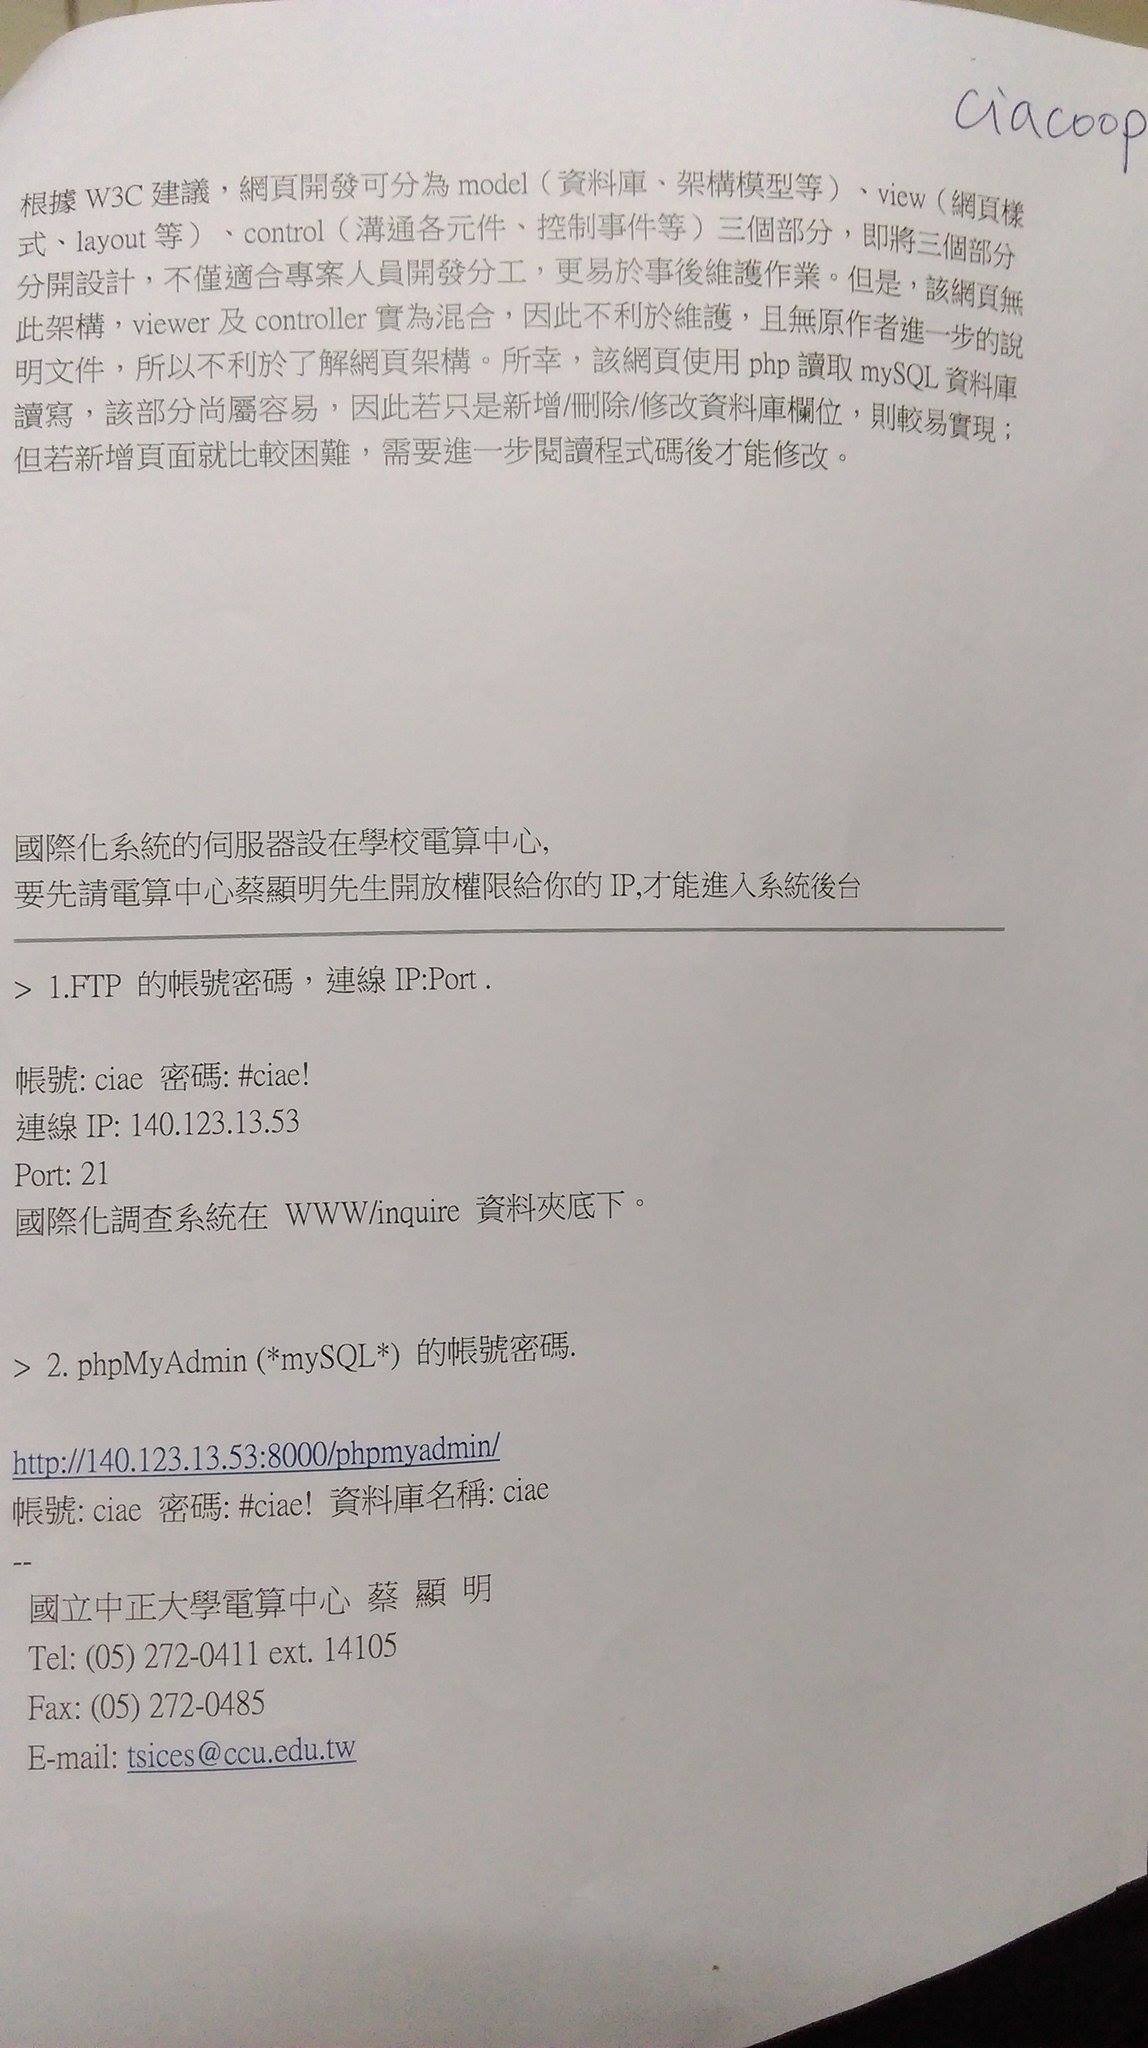 ciacoop
根據 W3C 建議，網頁開發可分為 model（資料庫、架構模型等）、view（網頁樣
式、layout 等）、control（溝通各元件、控制事件等）三個部分，即將三個部分
分開設計，不僅適合專案人員開發分工，更易於事後維護作業。但是，該網頁無
此架構，viewer 及 controller 實為混合，因此不利於維護，且無原作者進一步的說
明文件，所以不利於了解網頁架構。所幸，該網頁使用 php 讀取 mySQL 資料庫
讀寫，該部分尚屬容易，因此若只是新增/刪除/修改資料庫欄位，則較易實現；
但若新增頁面就比較困難，需要進一步閱讀程式碼後才能修改。
國際化系統的伺服器設在學校電算中心,
要先請電算中心蔡顯明先生開放權限給你的 IP,才能進入系統後台
> 1.FTP 的帳號密碼，連線 IP:Port .
帳號: ciae 密碼: #ciae!
連線 IP: 140.123.13.53
Port: 21
國際化調查系統在 WWW/inquire 資料夾底下。
> 2. phpMyAdmin (*mySQL*) 的帳號密碼.
http://140.123.13.53:8000/phpmyadmin/
帳號: ciae 密碼: #ciae! 資料庫名稱: ciae
--
國立中正大學電算中心 蔡 顯 明
Tel: (05) 272-0411 ext. 14105
Fax: (05) 272-0485
E-mail: tsices@ccu.edu.tw